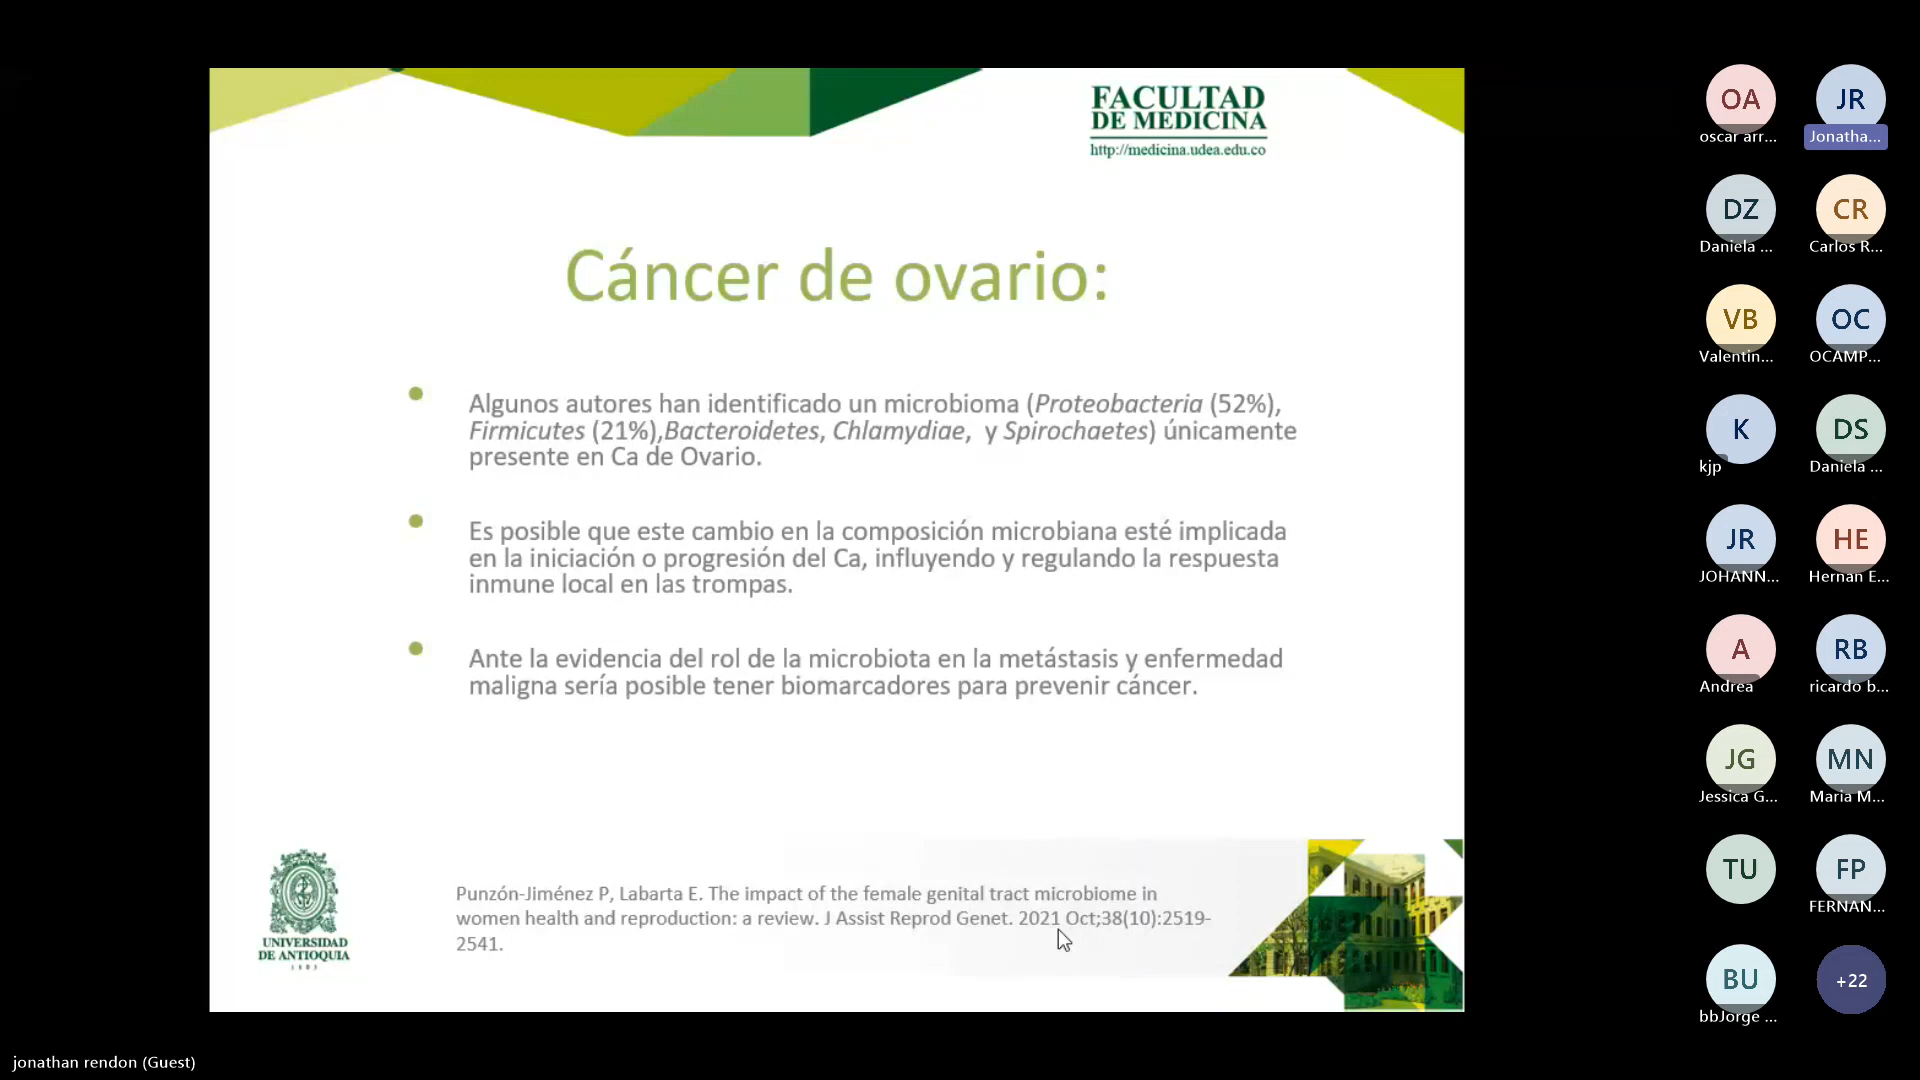 FACULTAD
DE MEDICINA
http://medicina.udea.edu.co
Cáncer de ovario:
Algunos autores han identificado un microbioma (Proteobacteria (52%),
Firmicutes (21%),Bacteroidetes, Chlamydiae, y Spirochaetes) únicamente
presente en Ca de Ovario.
Es posible que este cambio en la composición microbiana esté implicada
en la iniciación o progresión del Ca, influyendo y regulando la respuesta
inmune local en las trompas.
Ante la evidencia del rol de la microbiota en la metástasis y enfermedad
maligna sería posible tener biomarcadores para prevenir cáncer.
Punzón-Jiménez P, Labarta E. The impact of the female genital tract microbiome in
women health and reproduction: a review. J Assist Reprod Genet. 2021 Oct;38(10):2519-
2541.
UNIVERSIDAD
DE ANTIOQUIA
1803
OA
oscar arr...
JR
Jonatha...
DZ
Daniela ...
CR
Carlos R...
VB
Valentin...
OC
OCAMP...
K
kjp
DS
Daniela ...
JR
JOHANN...
HE
Hernan E...
A
Andrea
RB
ricardo b...
JG
Jessica G...
MN
Maria M...
TU
FP
FERNAN...
BU
bbJorge ...
+22
jonathan rendon (Guest)